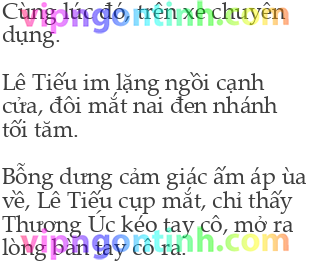 Cùng lúc đó, trên xe chuyên
dụng.
Lê Tiếu im lặng ngồi cạnh
cửa, đôi mắt nai đen nhánh
tối tăm.
Bỗng dưng cảm giác ấm áp ùa
về, Lê Tiếu cụp mắt, chỉ thấy
Thương Úc kéo tay cô, mở ra
lòng bàn tay cô ra.
vipngontinh.com
vipngontinh.com